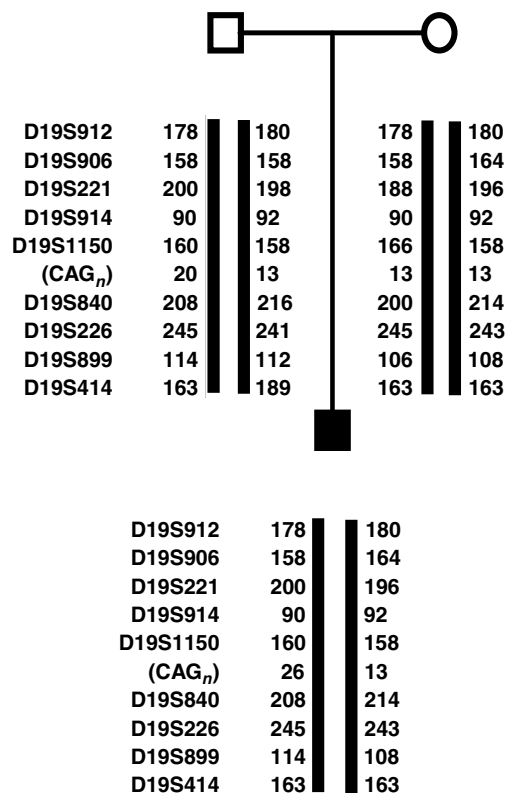 D19S912 178 180 178 180
D19S906 158 158 158 164
D19S221 200 198 188 196
D19S914 90 92 90 92
D19S1150 160 158 166 158
(CAGn) 20 13 13 13
D19S840 208 216 200 214
D19S226 245 241 245 243
D19S899 114 112 106 108
D19S414 163 189 163 163
D19S912 178 180
D19S906 158 164
D19S221 200 196
D19S914 90 92
D19S1150 160 158
(CAGn) 26 13
D19S840 208 214
D19S226 245 243
D19S899 114 108
D19S414 163 163